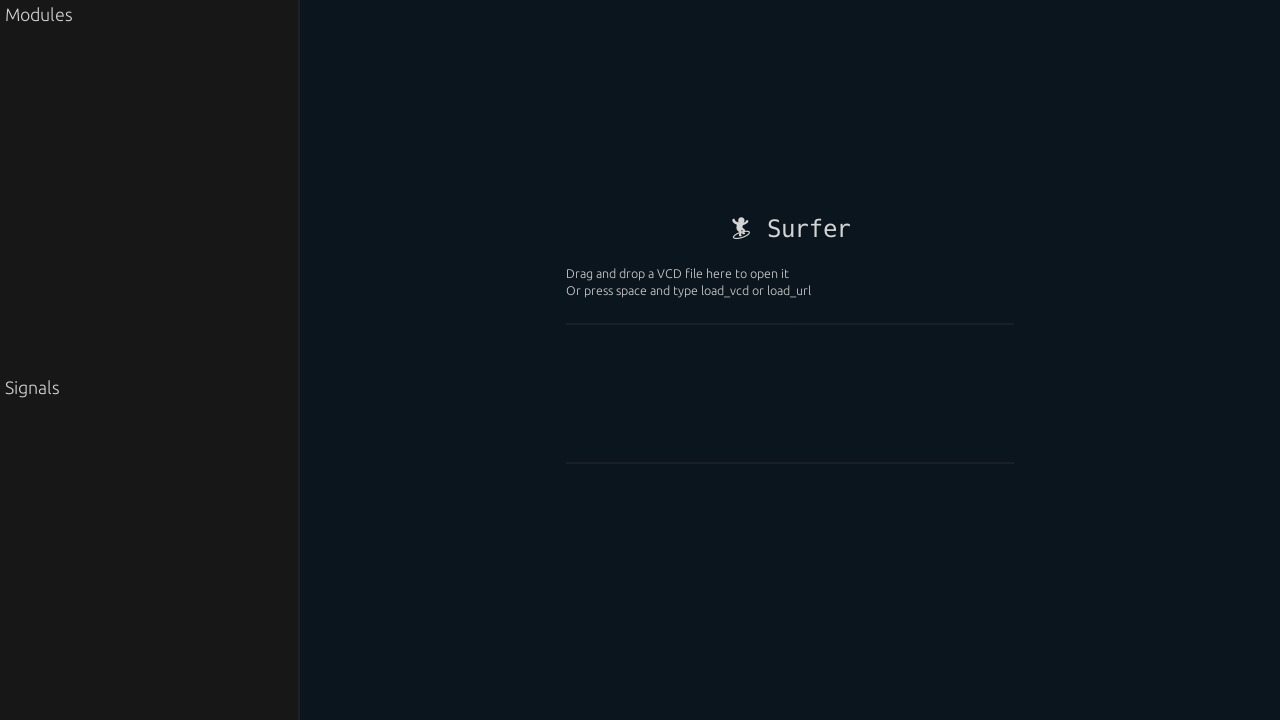 Modules
Surfer
Drag and drop a VCD file here to open it
Or press space and type load_vcd or load_url
Signals